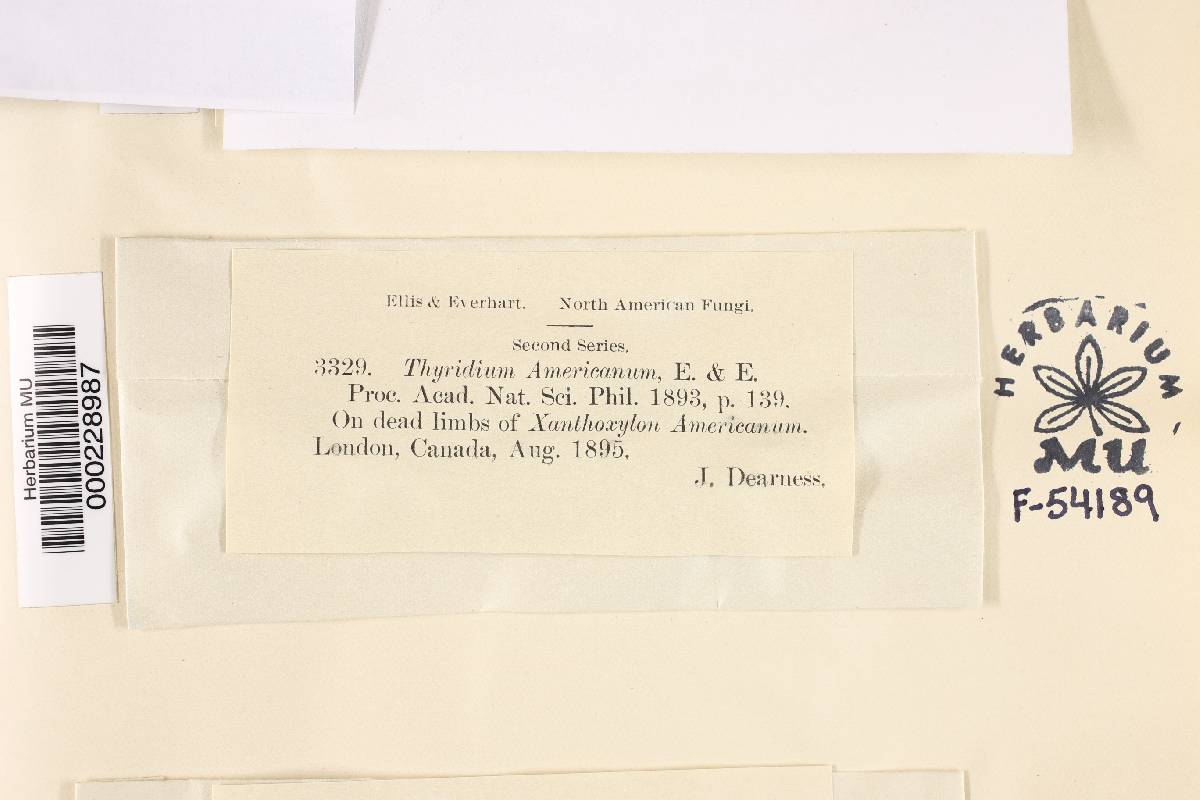 Ellis & Everhart. North American Fungi.
Second Series.
3329. Thyridium Americanum, E. & E.
Proc. Acad. Nat. Sci. Phil. 1893, p. 139.
On dead limbs of Xanthoxylon Americanum.
London, Canada, Aug. 1895.
J. Dearness.
Herbarium MU
000228987
HERBARIUM
MU
F-54189